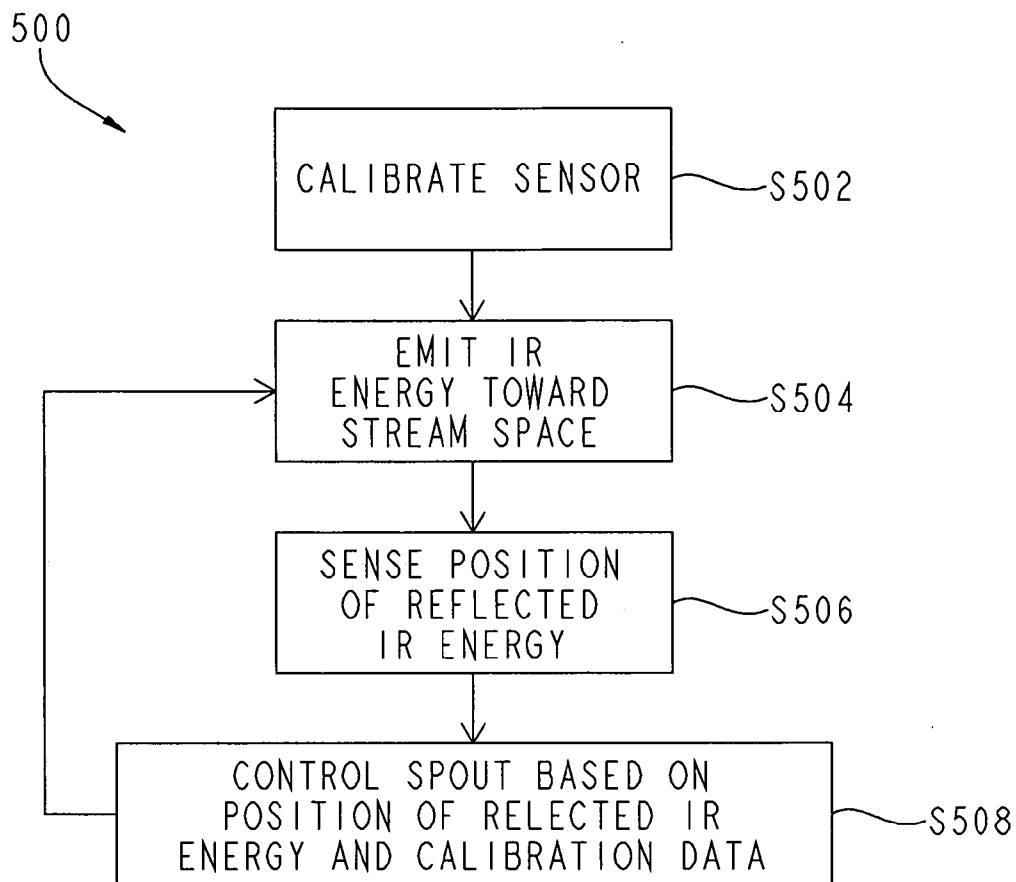 500
CALIBRATE SENSOR
S502
EMIT IR
ENERGY TOWARD
STREAM SPACE
S504
SENSE POSITION
OF REFLECTED
IR ENERGY
S506
CONTROL SPOUT BASED ON
POSITION OF RELECTED IR
ENERGY AND CALIBRATION DATA
S508